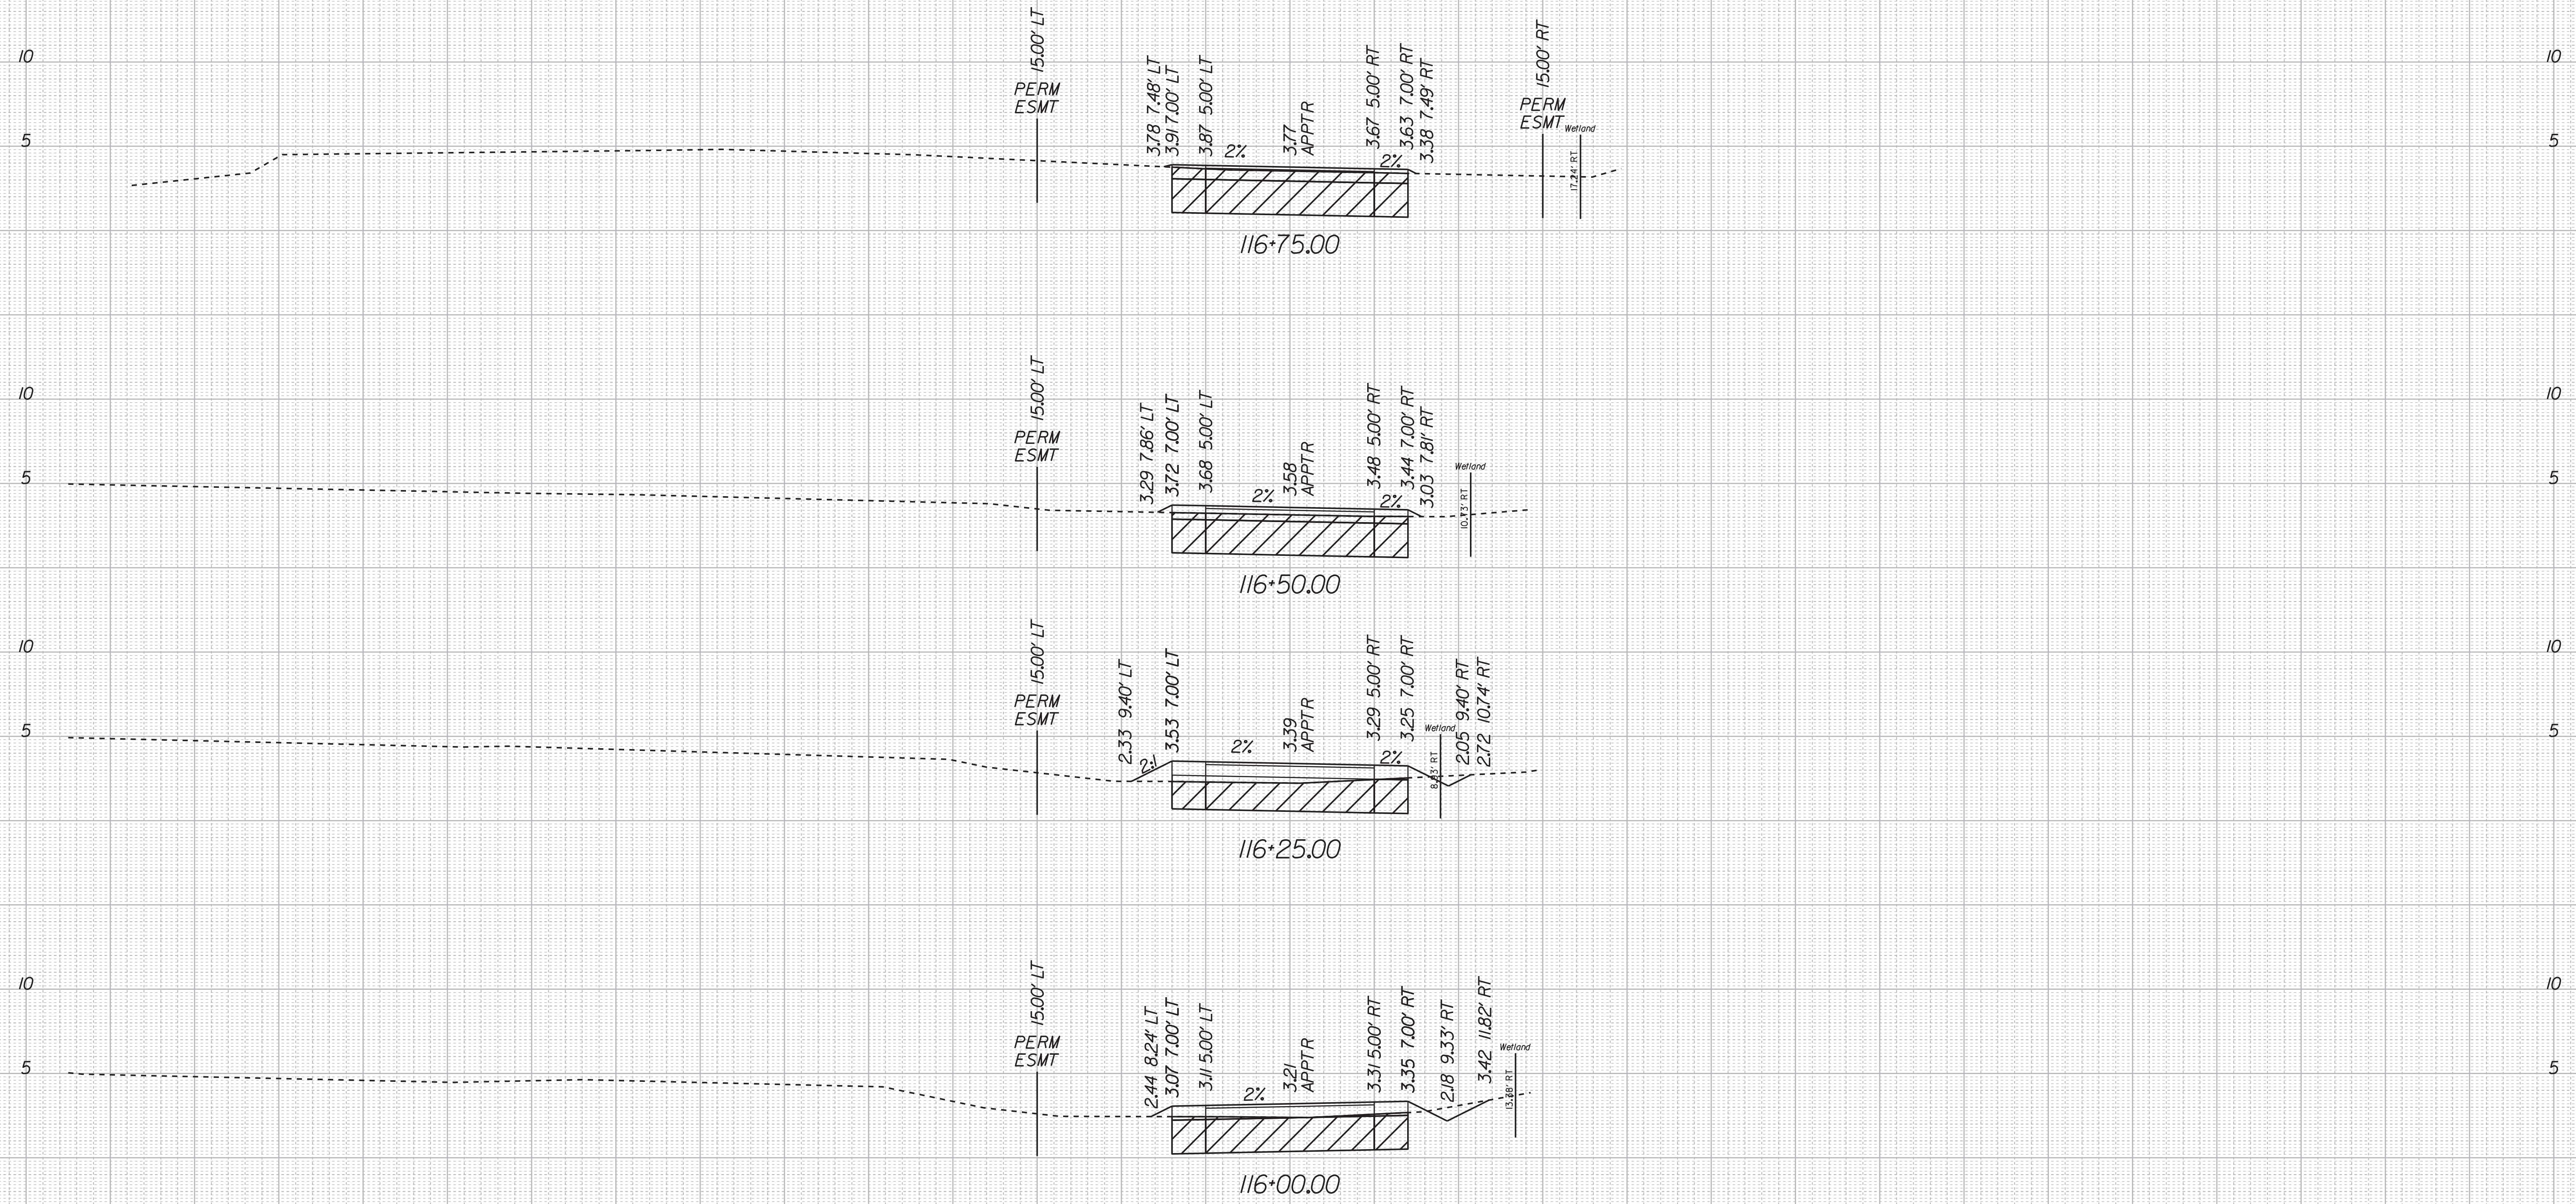 10
15.00' LT
PERM
ESMT
3.78 7.48' LT
3.91 7.00' LT
3.87 5.00' LT
2%
3.77
APPTR
3.67 5.00' RT
2%
3.63 7.00' RT
3.38 7.49' RT
15.00' RT
PERM
ESMT
Wetland
17.24' RT
10
5
5
116+75.00
10
15.00' LT
PERM
ESMT
3.29 7.86' LT
3.72 7.00' LT
3.68 5.00' LT
2%
3.58
APPTR
3.48 5.00' RT
2%
3.44 7.00' RT
3.03 7.81' RT
Wetland
10.73' RT
10
5
5
116+50.00
10
15.00' LT
PERM
ESMT
2.33 9.40' LT
2:1
3.53 7.00' LT
2%
3.39
APPTR
3.29 5.00' RT
2%
3.25 7.00' RT
Wetland
2.05 9.40' RT
2.72 10.74' RT
10
5
5
116+25.00
10
15.00' LT
PERM
ESMT
2.44 8.24' LT
3.07 7.00' LT
3.11 5.00' LT
2%
3.21
APPTR
3.31 5.00' RT
3.35 7.00' RT
2.18 9.33' RT
3.42 11.82' RT
Wetland
10
5
5
116+00.00